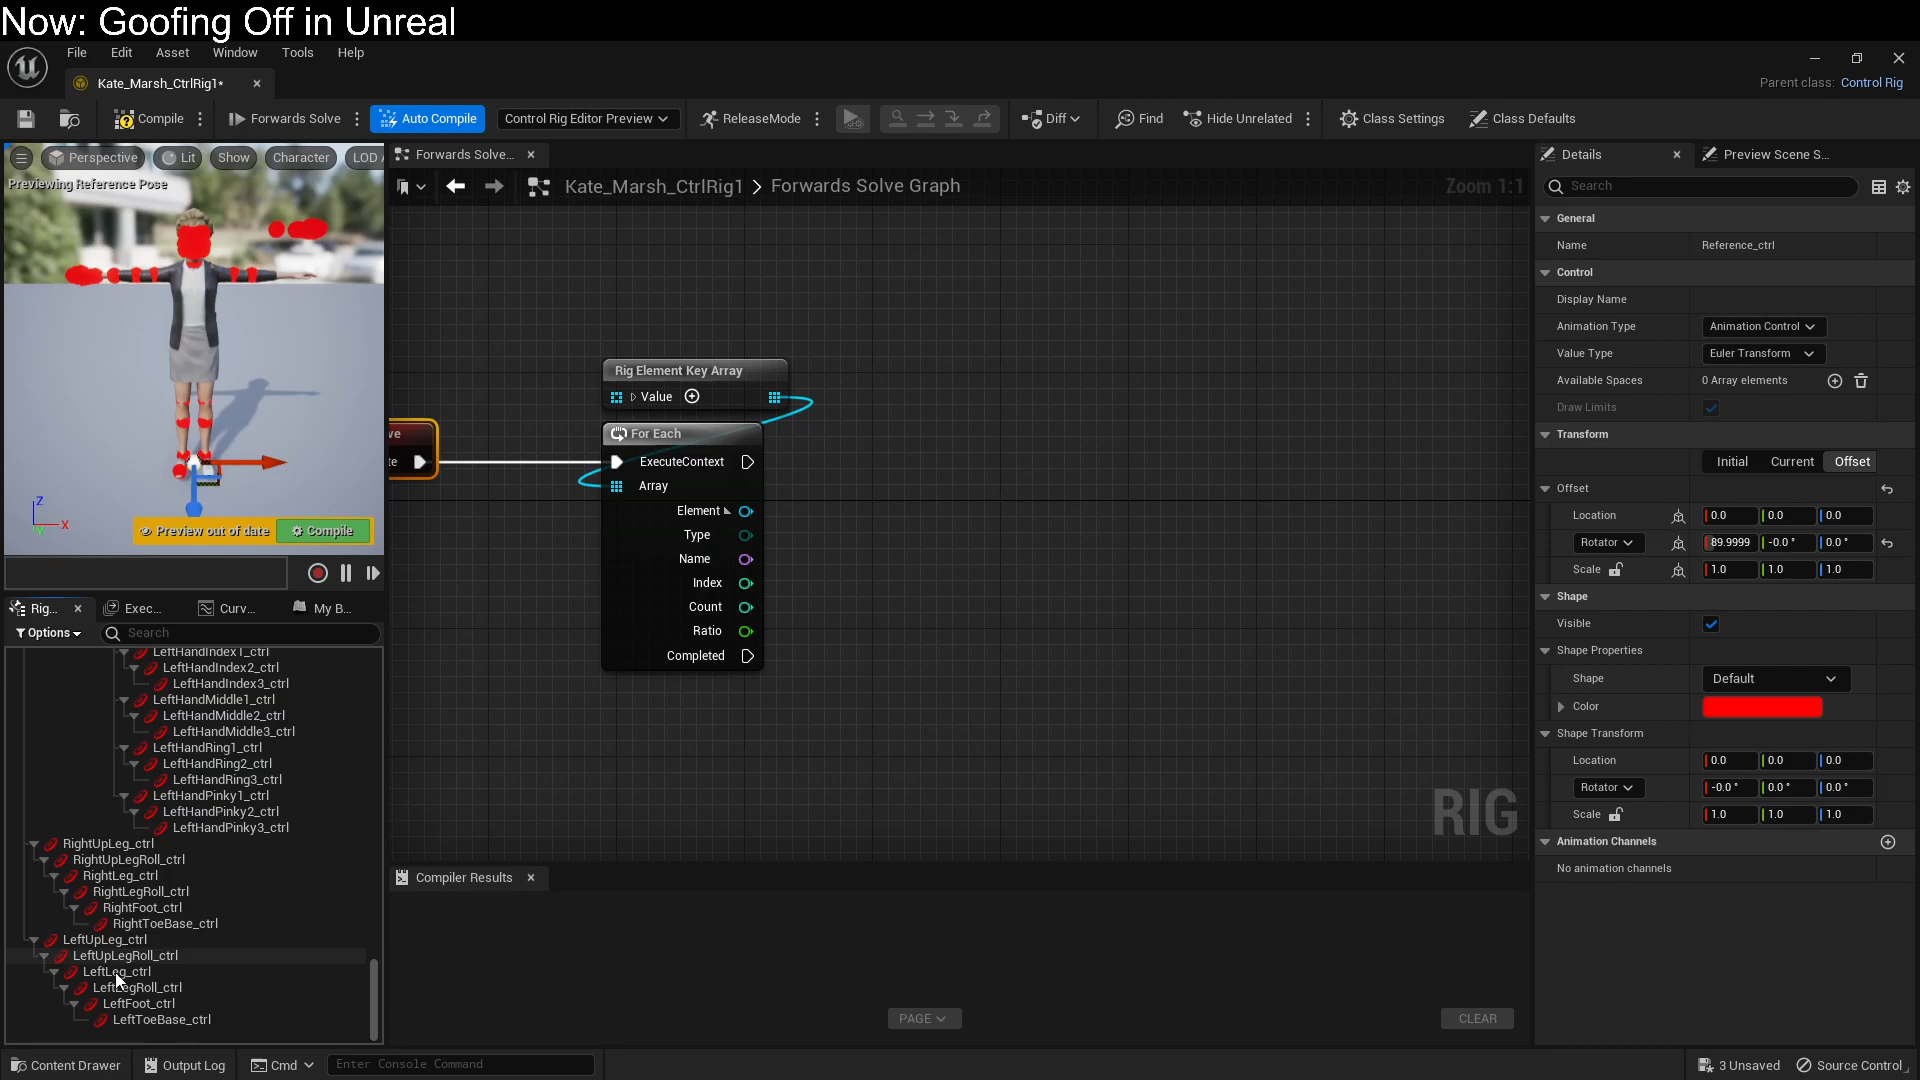 Now: Goofing Off in Unreal
File Edit Asset Window Tools Help
Kate_Marsh_CtrlRig1*
Parent class: Control Rig
Compile Forwards Solve Auto Compile Control Rig Editor Preview ReleaseMode Diff Find Hide Unrelated Class Settings Class Defaults
Perspective Lit Show Character LOD
Previewing Reference Pose
Z
X
Y
Preview out of date Compile
Forwards Solve...
Kate_Marsh_CtrlRig1 > Forwards Solve Graph
Zoom 1:1
Rig Element Key Array
Value
For Each
ExecuteContext
Array
Element
Type
Name
Index
Count
Ratio
Completed
ve
te
RIG
Rig... Exec... Curv... My B...
Options Search
LeftHandIndex1_ctrl
LeftHandIndex2_ctrl
LeftHandIndex3_ctrl
LeftHandMiddle1_ctrl
LeftHandMiddle2_ctrl
LeftHandMiddle3_ctrl
LeftHandRing1_ctrl
LeftHandRing2_ctrl
LeftHandRing3_ctrl
LeftHandPinky1_ctrl
LeftHandPinky2_ctrl
LeftHandPinky3_ctrl
RightUpLeg_ctrl
RightUpLegRoll_ctrl
RightLeg_ctrl
RightLegRoll_ctrl
RightFoot_ctrl
RightToeBase_ctrl
LeftUpLeg_ctrl
LeftUpLegRoll_ctrl
LeftLeg_ctrl
LeftLegRoll_ctrl
LeftFoot_ctrl
LeftToeBase_ctrl
Compiler Results
PAGE
CLEAR
Details Preview Scene S...
Search
General
Name Reference_ctrl
Control
Display Name
Animation Type Animation Control
Value Type Euler Transform
Available Spaces 0 Array elements
Draw Limits
Transform
Initial Current Offset
Offset
Location 0.0 0.0 0.0
Rotator 89.9999 -0.0 ° 0.0 °
Scale 1.0 1.0 1.0
Shape
Visible
Shape Properties
Shape Default
Color
Shape Transform
Location 0.0 0.0 0.0
Rotator -0.0 ° 0.0 ° 0.0 °
Scale 1.0 1.0 1.0
Animation Channels
No animation channels
Content Drawer Output Log Cmd Enter Console Command 3 Unsaved Source Control